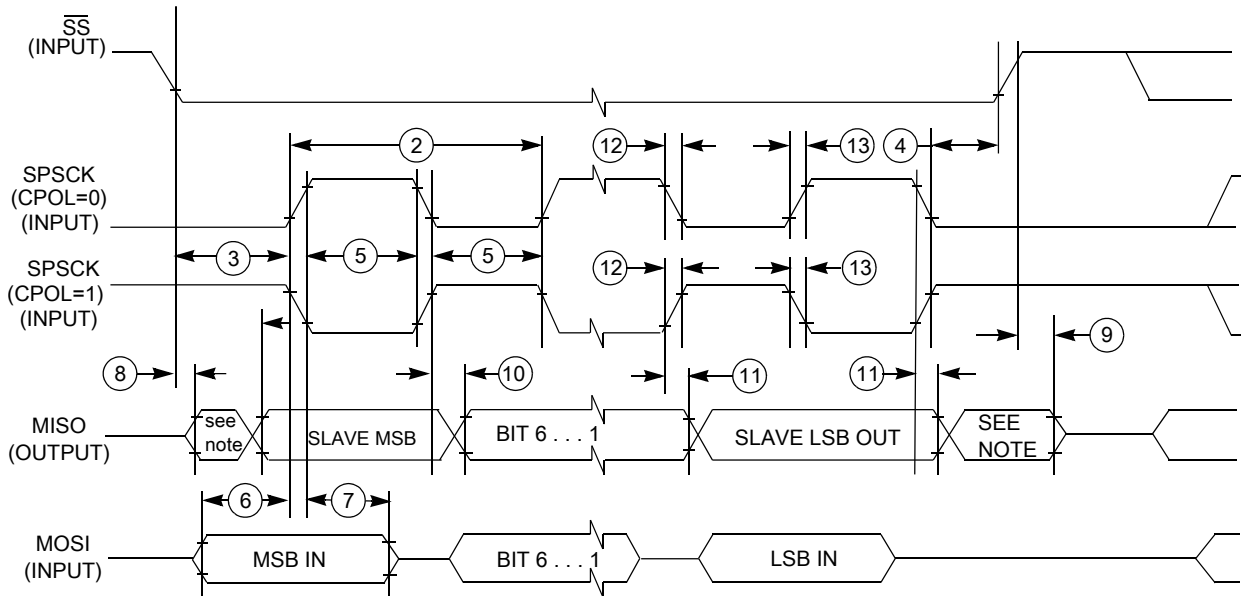 SS
(INPUT)
2
12
13
4
SPSCK
(CPOL=0)
(INPUT)
3
5
5
SPSCK
(CPOL=1)
(INPUT)
12
13
8
10
11
11
9
MISO
(OUTPUT)
see
note
SLAVE MSB
BIT 6 . . . 1
SLAVE LSB OUT
SEE
NOTE
6
7
MOSI
(INPUT)
MSB IN
BIT 6 . . . 1
LSB IN